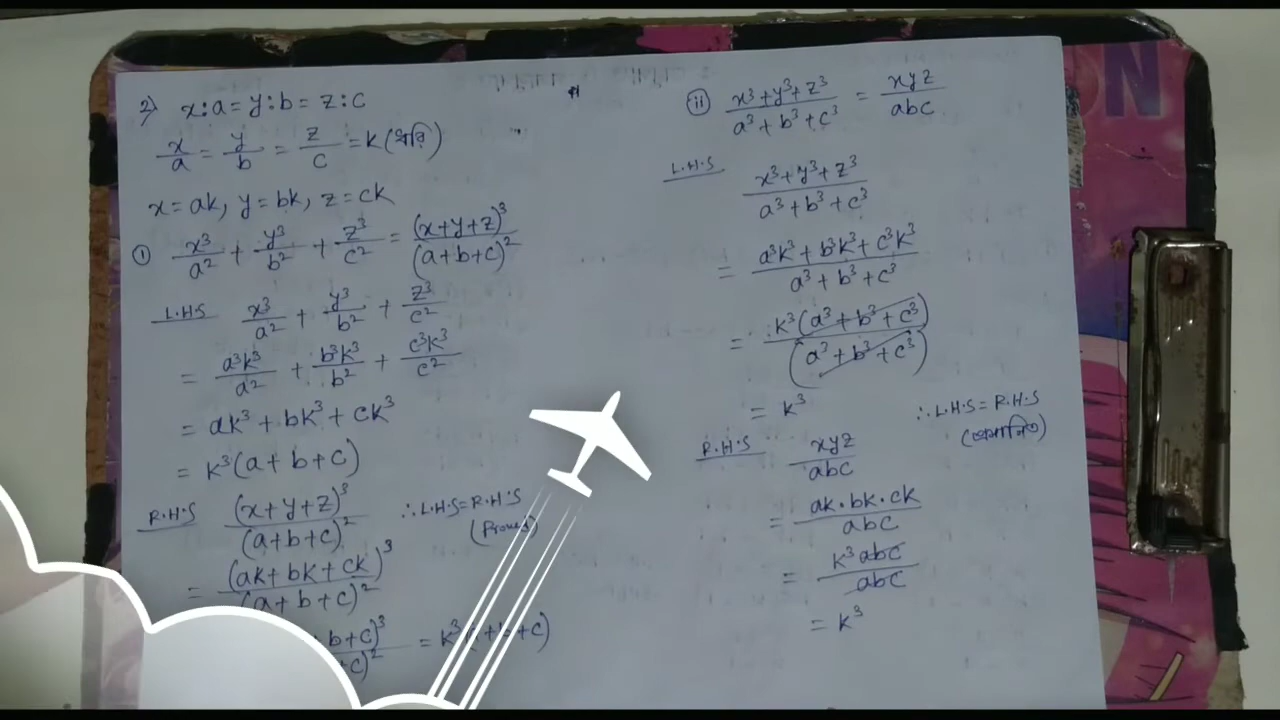 2) x:a = y:b = z:c
x/a = y/b = z/c = k (ধরি)
x = ak, y = bk, z = ck
① x³/a² + y³/b² + z³/c² = (x+y+z)³/(a+b+c)²
L.H.S x³/a² + y³/b² + z³/c²
= a³k³/a² + b³k³/b² + c³k³/c²
= ak³ + bk³ + ck³
= k³(a + b + c)
R.H.S (x+y+z)³/(a+b+c)²
∴ L.H.S = R.H.S
(Proved)
= (ak+bk+ck)³/(a+b+c)²
b+c)³/+c)² = k³( + +c)
ⅱ x³+y³+z³/a³+b³+c³ = xyz/abc
L.H.S x³+y³+z³/a³+b³+c³
= a³k³ + b³k³ + c³k³/a³ + b³ + c³
= k³(a³ + b³ + c³)/(a³ + b³ + c³)
= k³
∴ L.H.S = R.H.S
(প্রমানিত)
R.H.S xyz/abc
= ak·bk·ck/abc
= k³abc/abc
= k³
N